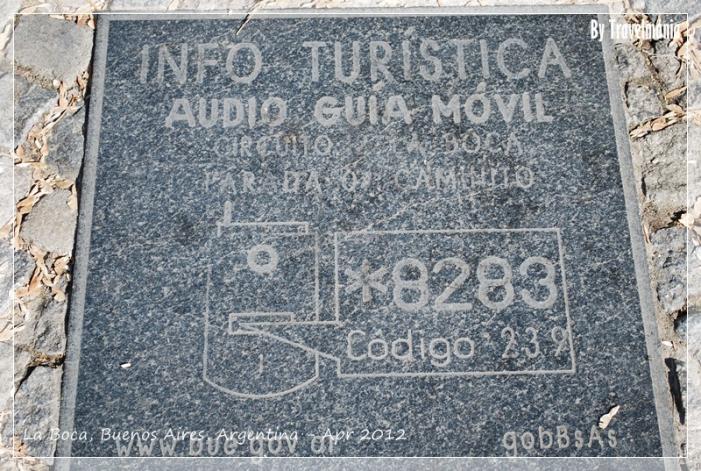 By Travelmania
INFO TURÍSTICA
AUDIO GUÍA MÓVIL
CIRCUITO LA BOCA
PARADA 07 CAMINITO
*8283
Código 239
La Boca, Buenos Aires, Argentina - Apr 2012
www.bue.gov.ar
gobBsAs